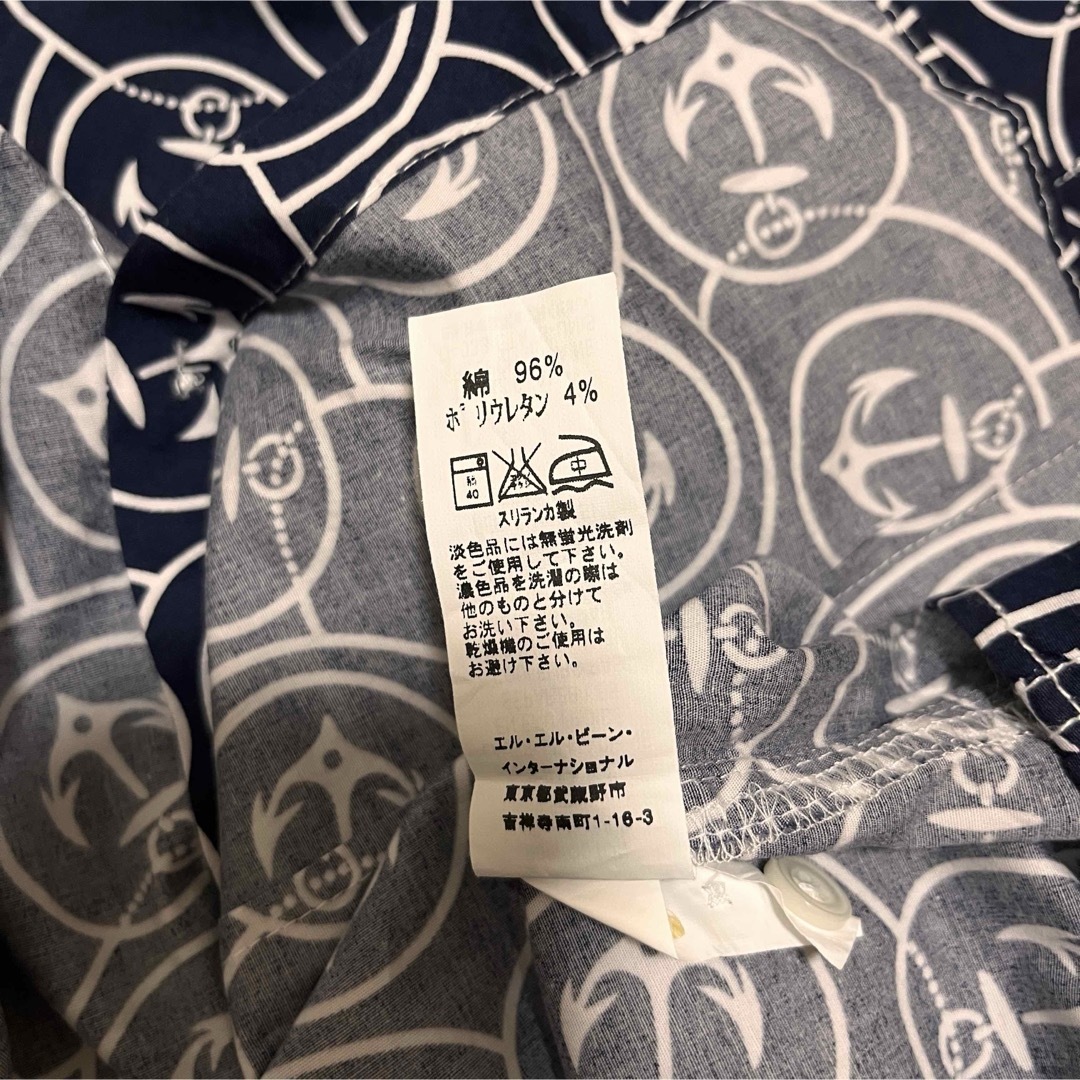 綿 96%
ポリウレタン 4%
40
中
スリランカ製
淡色品には無蛍光洗剤
をご使用して下さい。
濃色品を洗濯の際は
他のものと分けて
お洗い下さい。
乾燥機のご使用は
お避け下さい。
エル・エル・ビーン・
インターナショナル
東京都武蔵野市
吉祥寺南町1-16-3